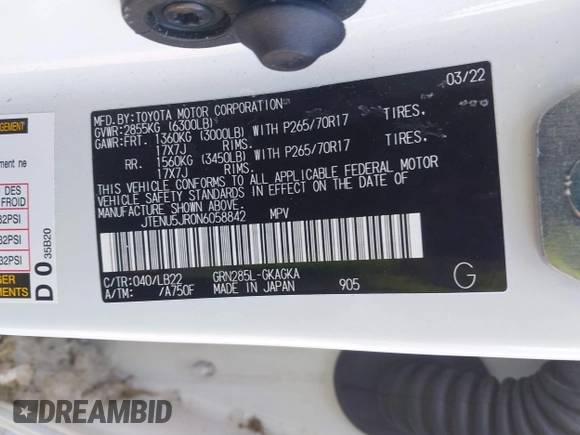 03/22
MFD.BY:TOYOTA MOTOR CORPORATION
GVWR:2855KG (6300LB)
GAWR:FRT. 1360KG (3000LB) WITH P265/70R17 TIRES,
17X7J RIMS.
RR. 1560KG (3450LB) WITH P265/70R17 TIRES,
17X7J RIMS.
THIS VEHICLE CONFORMS TO ALL APPLICABLE FEDERAL MOTOR
VEHICLE SAFETY STANDARDS IN EFFECT ON THE DATE OF
MANUFACTURE SHOWN ABOVE.
JTENU5JR0N6058842 MPV
C/TR:040/LB22 GRN285L-GKAGKA
A/TM: /A750F MADE IN JAPAN 905
G
DES
FROID
32PSI
32PSI
32PSI
D 0 35B20
DREAMBID